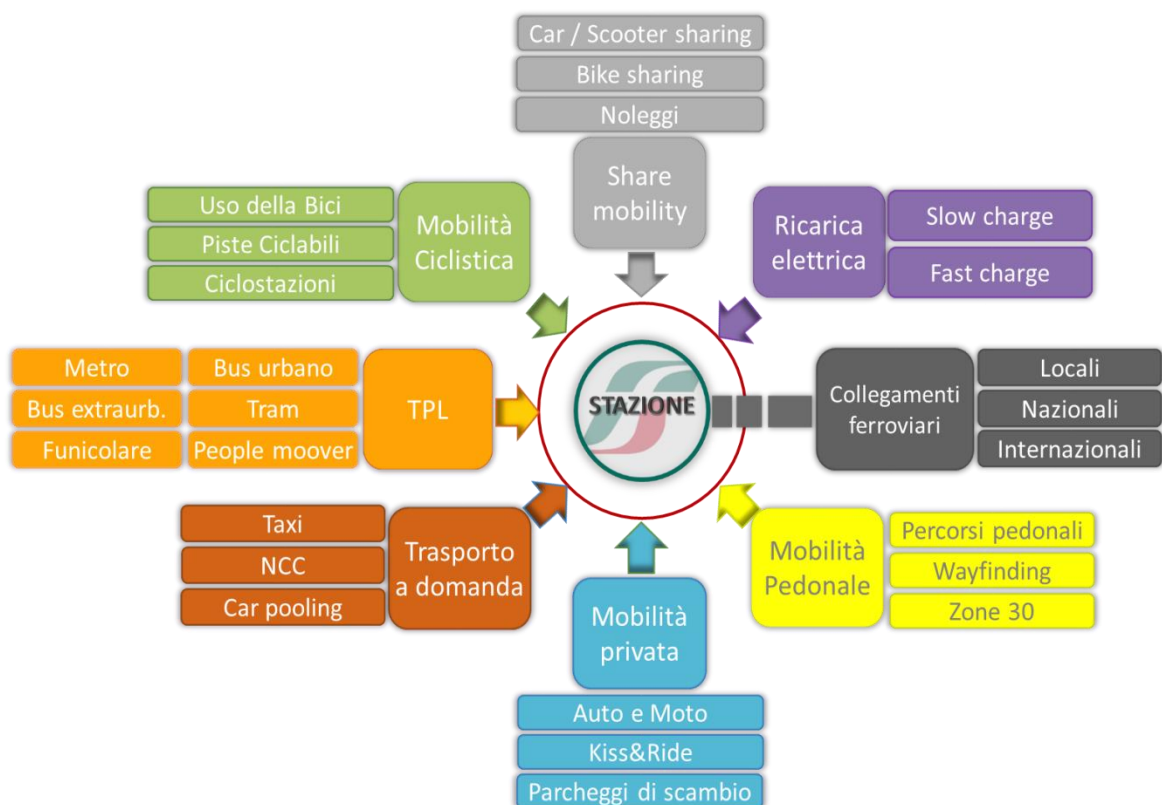 Car / Scooter sharing
Bike sharing
Noleggi
Share
mobility
Uso della Bici
Piste Ciclabili
Ciclostazioni
Mobilità
Ciclistica
Ricarica
elettrica
Slow charge
Fast charge
Metro
Bus urbano
Bus extraurb.
Tram
Funicolare
People moover
TPL
STAZIONE
Collegamenti
ferroviari
Locali
Nazionali
Internazionali
Taxi
NCC
Car pooling
Trasporto
a domanda
Mobilità
Pedonale
Percorsi pedonali
Wayfinding
Zone 30
Mobilità
privata
Auto e Moto
Kiss&Ride
Parcheggi di scambio